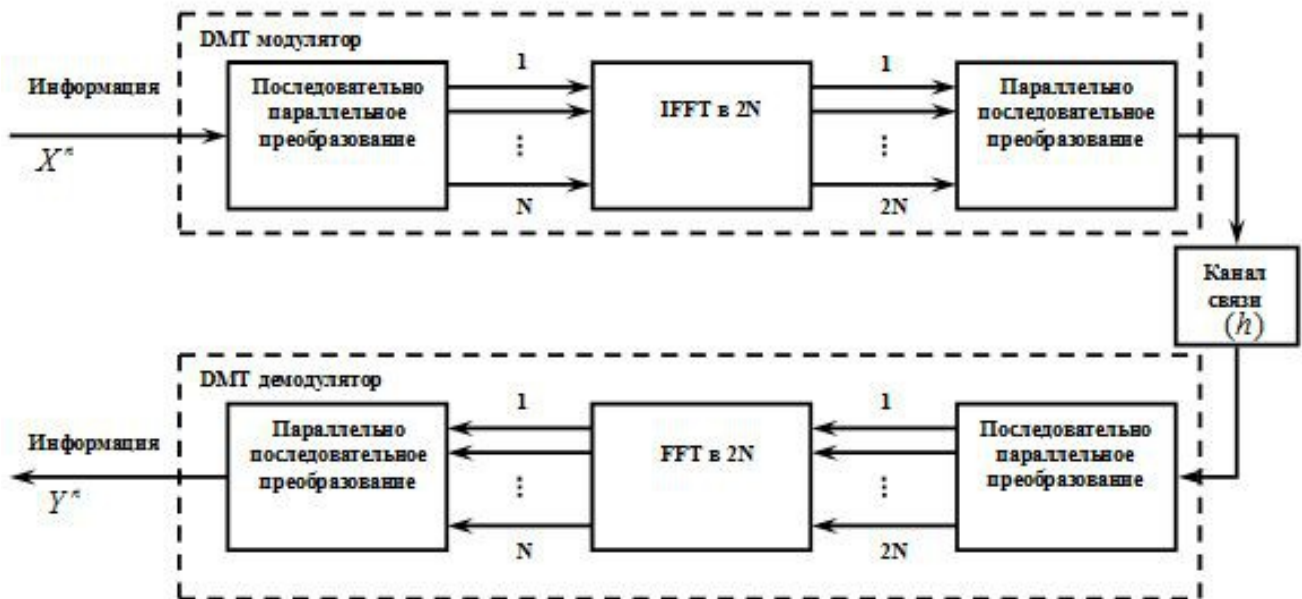 DMT модулятор
Информация
X^n
Последовательно
параллельное
преобразование
1
⋮
N
IFFT в 2N
1
⋮
2N
Параллельно
последовательное
преобразование
Канал
связи
(h)
DMT демодулятор
Информация
Y^n
Параллельно
последовательное
преобразование
1
⋮
N
FFT в 2N
1
⋮
2N
Последовательно
параллельное
преобразование